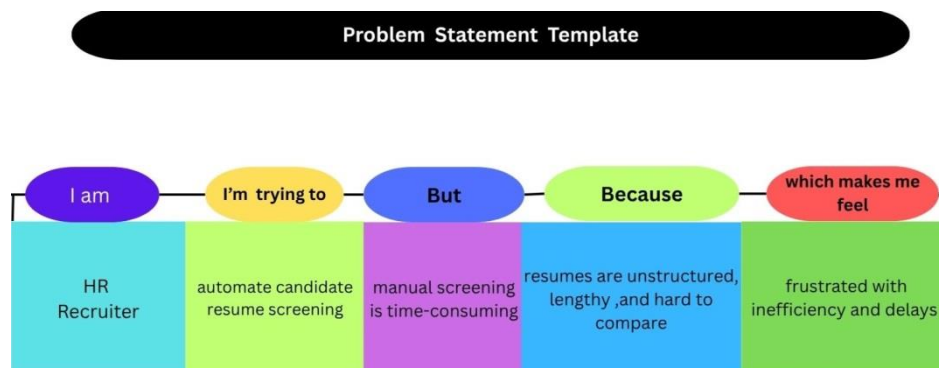 Problem Statement Template
I am
I'm trying to
But
Because
which makes me
feel
HR
Recruiter
automate candidate
resume screening
manual screening
is time-consuming
resumes are unstructured,
lengthy ,and hard to
compare
frustrated with
inefficiency and delays